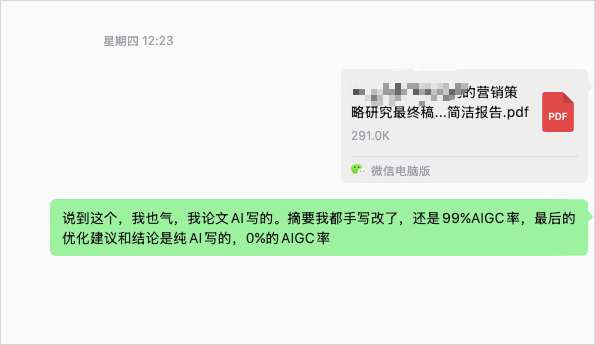 星期四 12:23
的营销策
略研究最终稿...简洁报告.pdf
PDF
291.0K
微信电脑版
说到这个，我也气，我论文AI写的。摘要我都手写改了，还是99%AIGC率，最后的
优化建议和结论是纯AI写的，0%的AIGC率